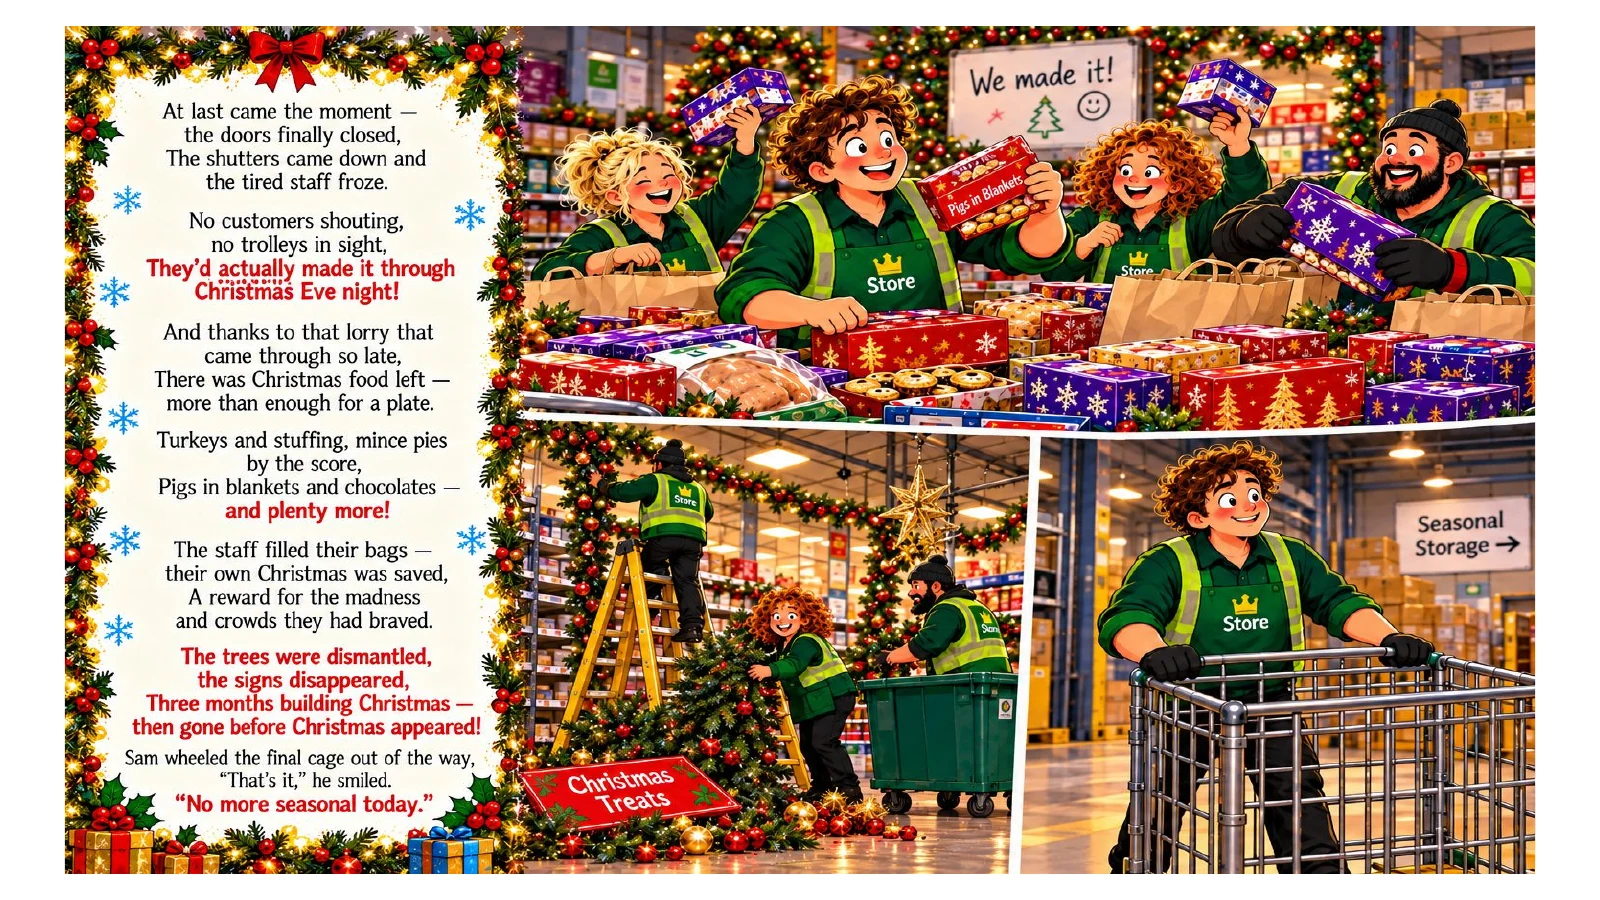 At last came the moment —
the doors finally closed,
The shutters came down and
the tired staff froze.
No customers shouting,
no trolleys in sight,
They’d actually made it through
Christmas Eve night!
And thanks to that lorry that
came through so late,
There was Christmas food left —
more than enough for a plate.
Turkeys and stuffing, mince pies
by the score,
Pigs in blankets and chocolates —
and plenty more!
The staff filled their bags —
their own Christmas was saved,
A reward for the madness
and crowds they had braved.
The trees were dismantled,
the signs disappeared,
Three months building Christmas —
then gone before Christmas appeared!
Sam wheeled the final cage out of the way,
“That’s it,” he smiled.
“No more seasonal today.”
We made it!
Pigs in Blankets
Store
Store
Store
Christmas
Treats
Seasonal
Storage →
Store